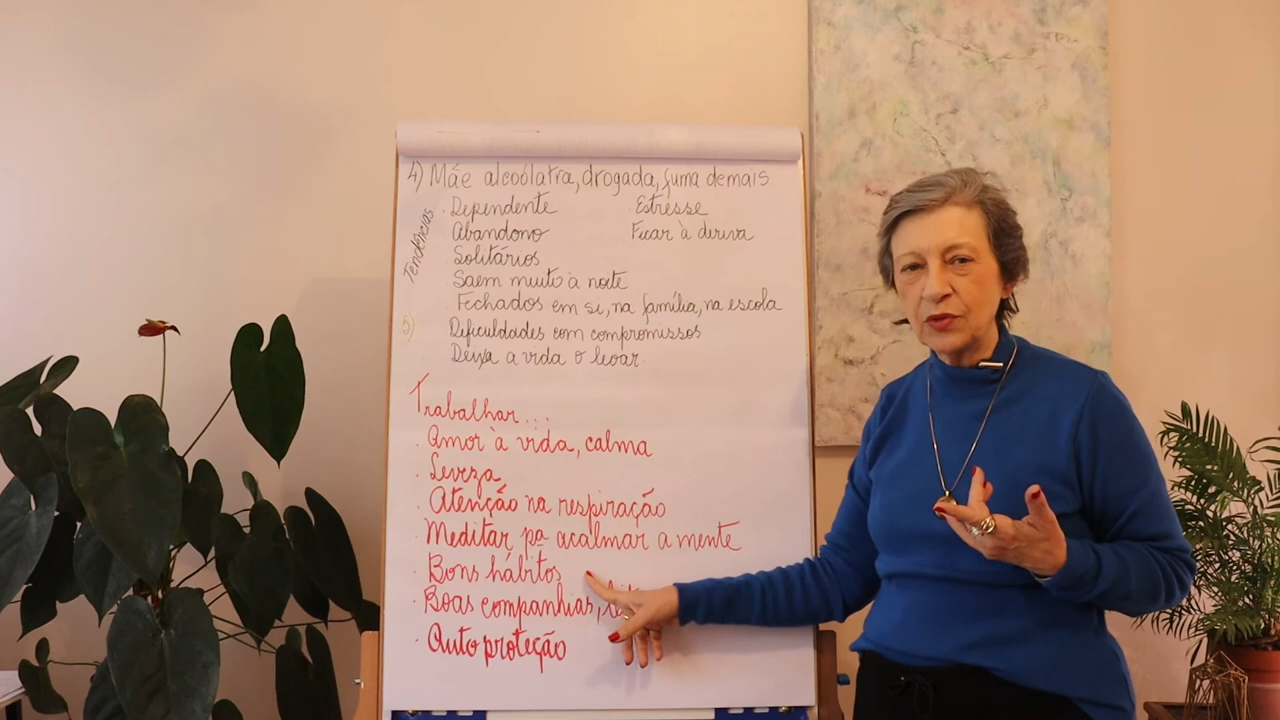 4) Mãe alcoólatra, drogada, fuma demais
Tendências
. Dependente
. Estresse
Abandono
Ficar à deriva
Solitários
. Saem muito à noite
. Fechados em si, na família, na escola
5)
. Dificuldades com compromissos
Deixa a vida o levar.
Trabalhar...
. Amor à vida, calma
. Leveza
. Atenção na respiração
. Meditar pa acalmar a mente
. Bons hábitos
. Boas companhias,
. Auto proteção